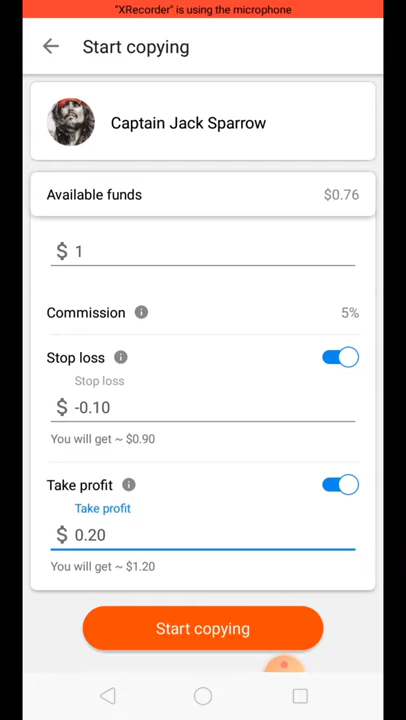 "XRecorder" is using the microphone
Start copying
Captain Jack Sparrow
Available funds $0.76
$ 1
Commission 5%
Stop loss
Stop loss
$ -0.10
You will get ~ $0.90
Take profit
Take profit
$ 0.20
You will get ~ $1.20
Start copying